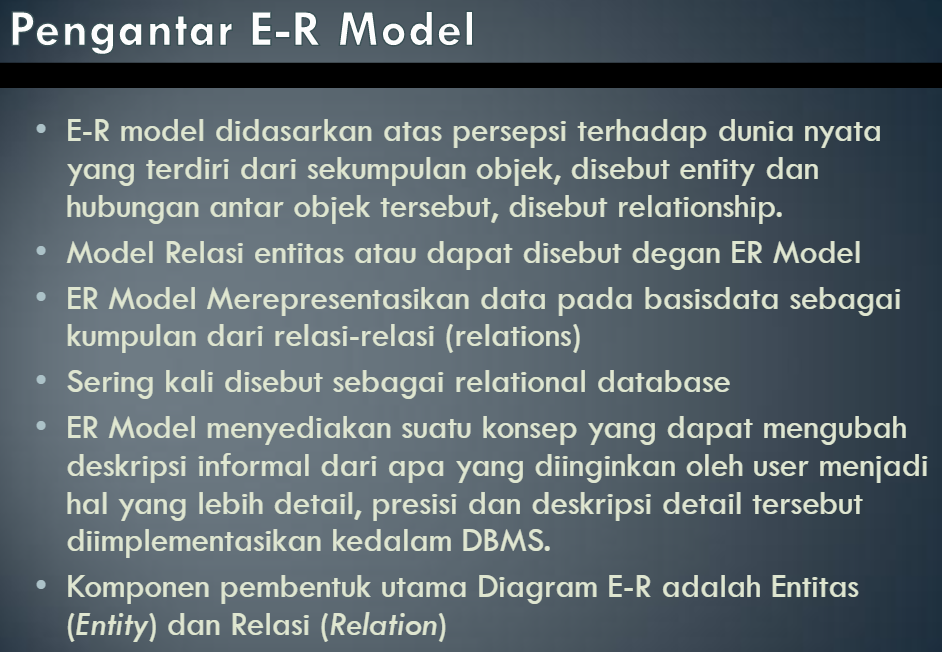 Pengantar E-R Model
• E-R model didasarkan atas persepsi terhadap dunia nyata
yang terdiri dari sekumpulan objek, disebut entity dan
hubungan antar objek tersebut, disebut relationship.
• Model Relasi entitas atau dapat disebut degan ER Model
• ER Model Merepresentasikan data pada basisdata sebagai
kumpulan dari relasi-relasi (relations)
• Sering kali disebut sebagai relational database
• ER Model menyediakan suatu konsep yang dapat mengubah
deskripsi informal dari apa yang diinginkan oleh user menjadi
hal yang lebih detail, presisi dan deskripsi detail tersebut
diimplementasikan kedalam DBMS.
• Komponen pembentuk utama Diagram E-R adalah Entitas
(Entity) dan Relasi (Relation)